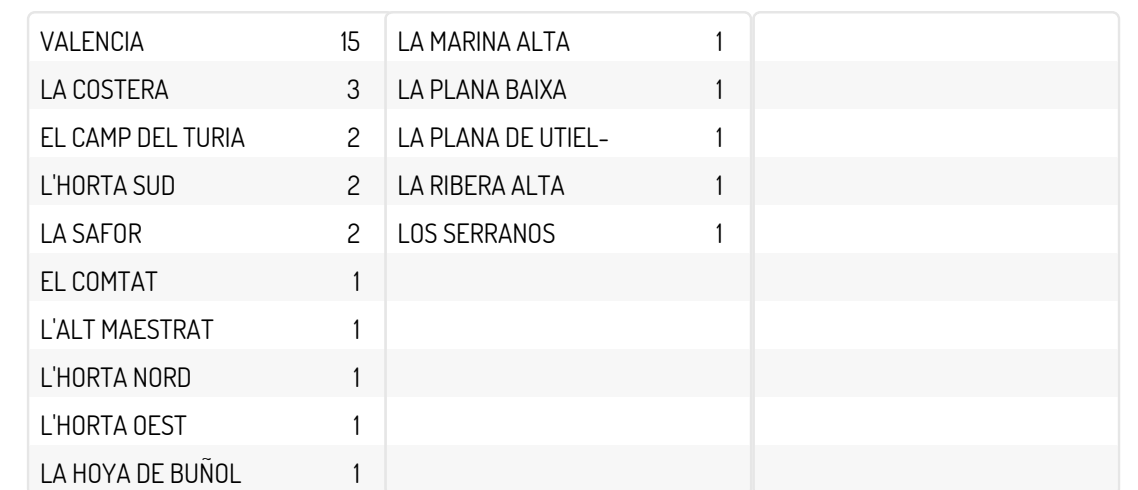 VALENCIA 15
LA COSTERA 3
EL CAMP DEL TURIA 2
L'HORTA SUD 2
LA SAFOR 2
EL COMTAT 1
L'ALT MAESTRAT 1
L'HORTA NORD 1
L'HORTA OEST 1
LA HOYA DE BUÑOL 1
LA MARINA ALTA 1
LA PLANA BAIXA 1
LA PLANA DE UTIEL- 1
LA RIBERA ALTA 1
LOS SERRANOS 1